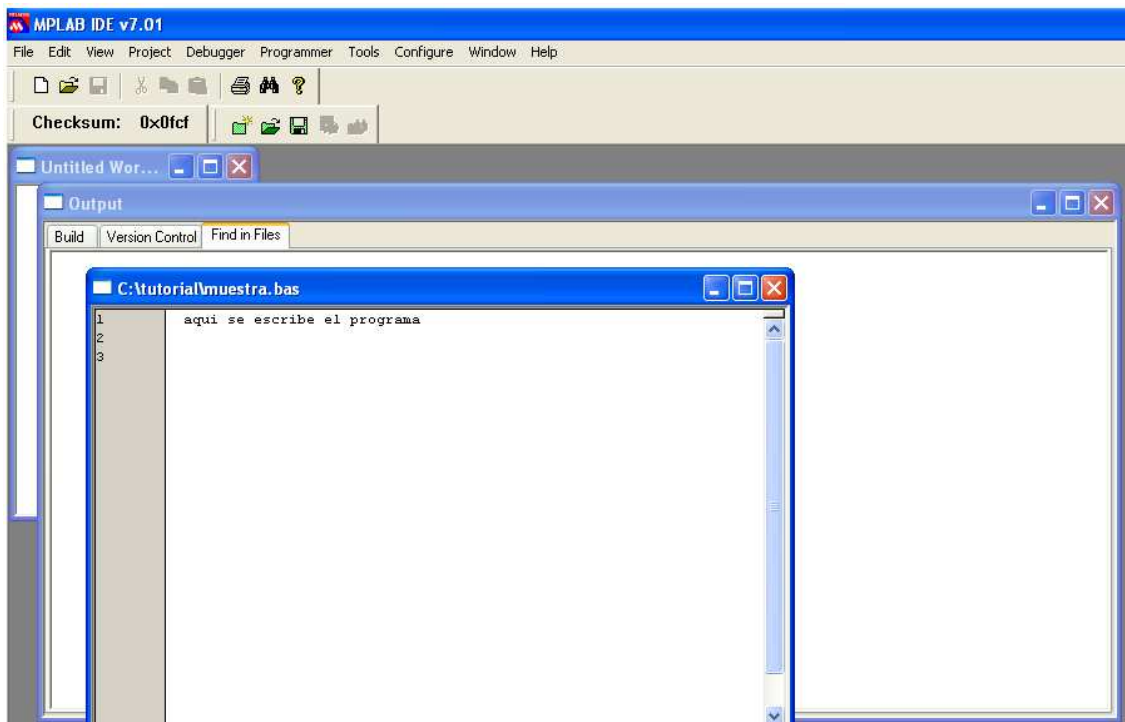 MPLAB IDE v7.01
File Edit View Project Debugger Programmer Tools Configure Window Help
Checksum: 0x0fcf
Untitled Wor...
Output
Build Version Control Find in Files
C:\tutorial\muestra.bas
1 aqui se escribe el programa
2
3